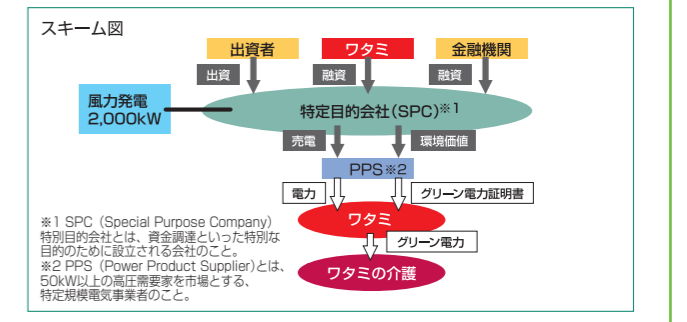 スキーム図
出資者
ワタミ
金融機関
出資
融資
融資
風力発電
2,000kW
特定目的会社(SPC)※1
売電
環境価値
PPS※2
電力
グリーン電力証明書
ワタミ
グリーン電力
ワタミの介護
※1 SPC（Special Purpose Company）
特別目的会社とは、資金調達といった特別な
目的のために設立される会社のこと。
※2 PPS（Power Product Supplier)とは、
50kW以上の高圧需要家を市場とする、
特定規模電気事業者のこと。